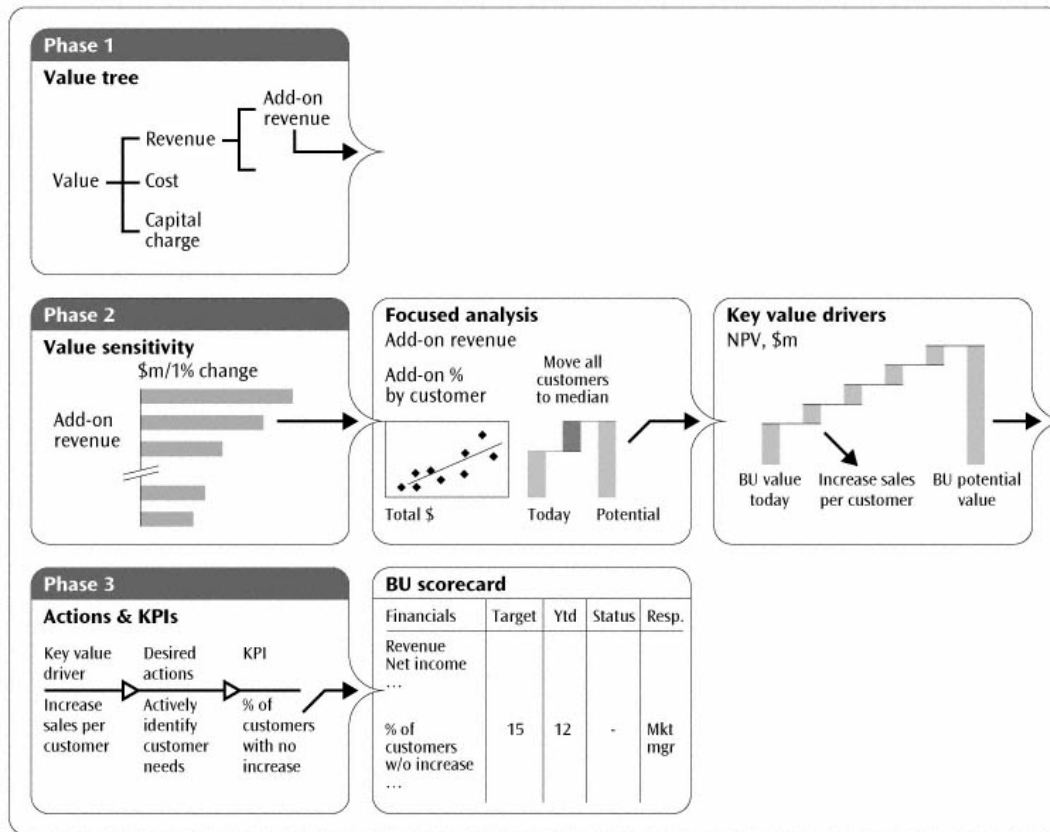 Phase 1
Value tree
Add-on
revenue
Revenue
Value
Cost
Capital
charge
Phase 2
Value sensitivity
$m/1% change
Add-on
revenue
Focused analysis
Add-on revenue
Add-on %
by customer
Move all
customers
to median
Total $
Today
Potential
Key value drivers
NPV, $m
BU value
today
Increase sales
per customer
BU potential
value
Phase 3
Actions & KPIs
Key value
driver
Desired
actions
KPI
Increase
sales per
customer
Actively
identify
customer
needs
% of
customers
with no
increase
BU scorecard
Financials Target Ytd Status Resp.
Revenue
Net income
...
% of 15 12 - Mkt
customers mgr
w/o increase
...